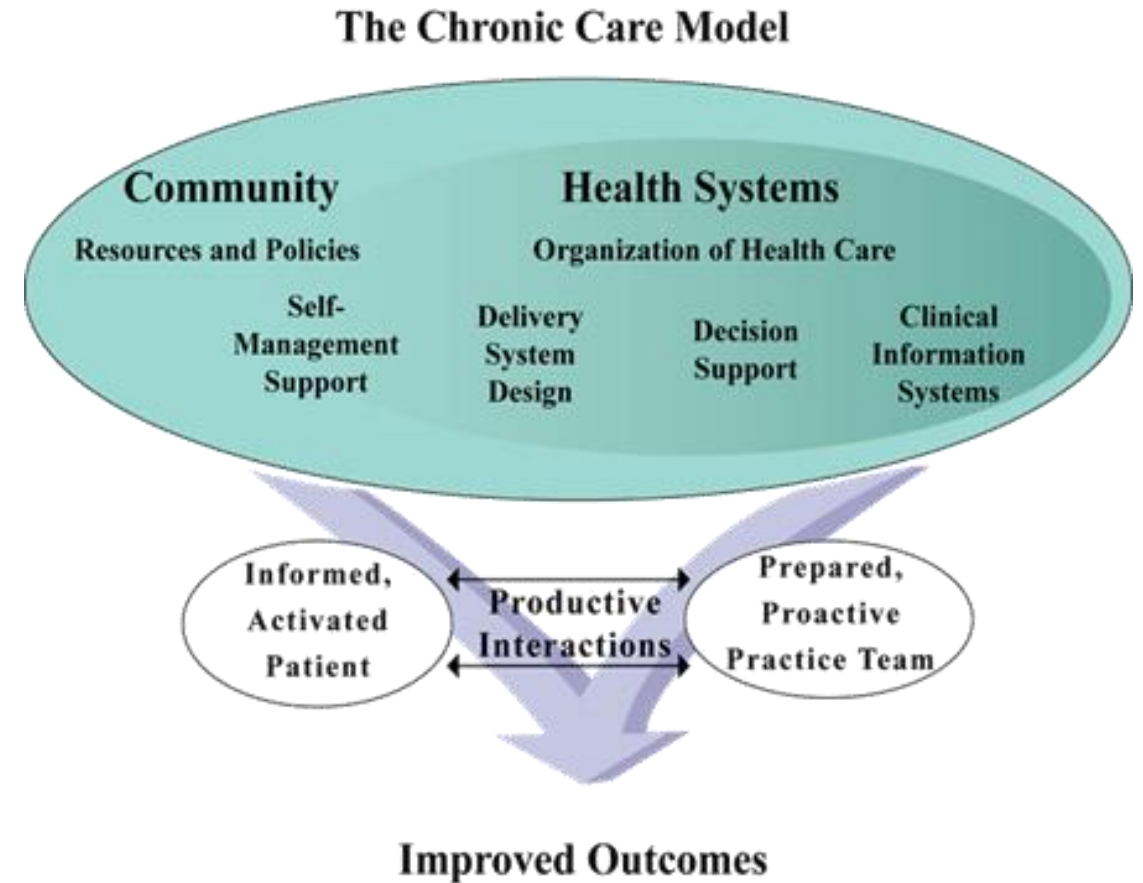 The Chronic Care Model
Community
Health Systems
Resources and Policies
Organization of Health Care
Self-
Management
Support
Delivery
System
Design
Decision
Support
Clinical
Information
Systems
Informed,
Activated
Patient
Productive
Interactions
Prepared,
Proactive
Practice Team
Improved Outcomes